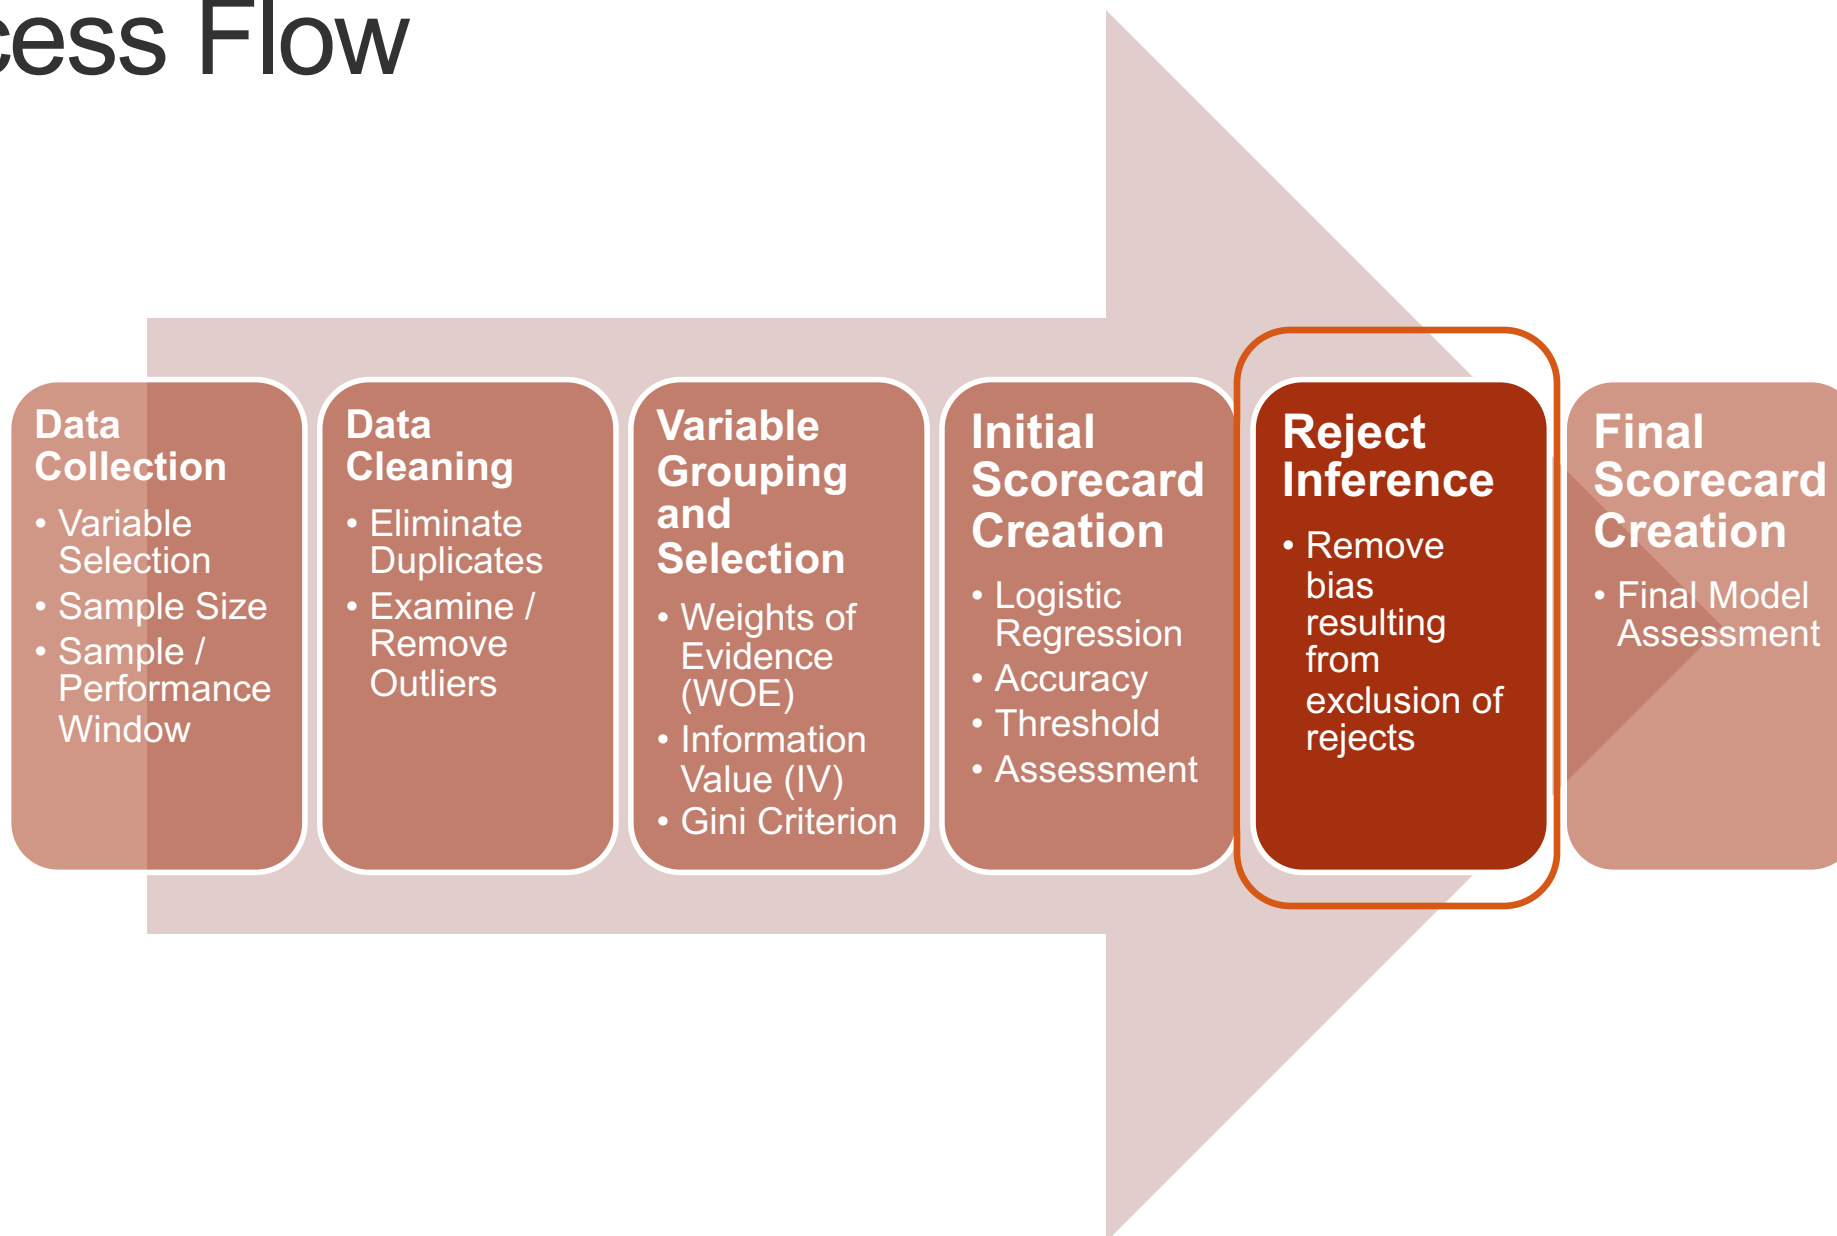 cess Flow
Data
Collection
• Variable
Selection
• Sample Size
• Sample /
Performance
Window
Data
Cleaning
• Eliminate
Duplicates
• Examine /
Remove
Outliers
Variable
Grouping
and
Selection
• Weights of
Evidence
(WOE)
• Information
Value (IV)
• Gini Criterion
Initial
Scorecard
Creation
• Logistic
Regression
• Accuracy
• Threshold
• Assessment
Reject
Inference
• Remove
bias
resulting
from
exclusion of
rejects
Final
Scorecard
Creation
• Final Model
Assessment